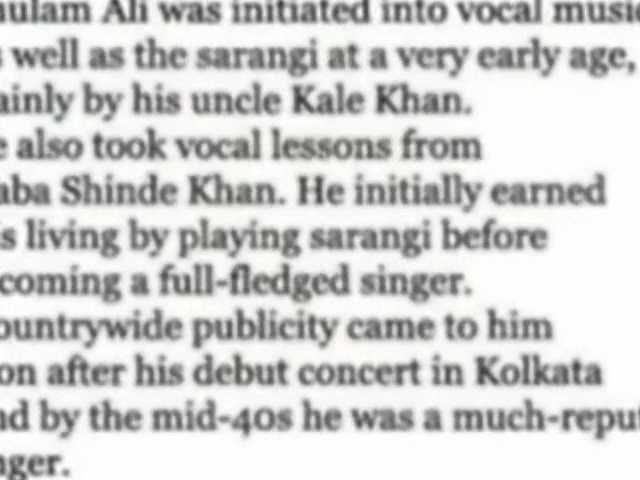 ulam Ali was initiated into vocal music
s well as the sarangi at a very early age,
ainly by his uncle Kale Khan.
e also took vocal lessons from
aba Shinde Khan. He initially earned
is living by playing sarangi before
coming a full-fledged singer.
ountrywide publicity came to him
on after his debut concert in Kolkata
nd by the mid-40s he was a much-reput
nger.